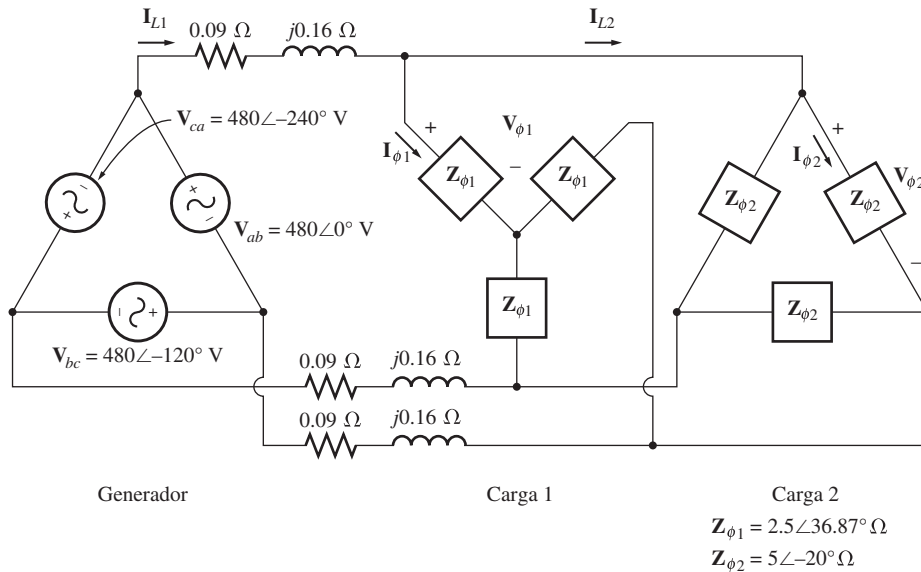 I_L1
0.09 Ω
j0.16 Ω
I_L2
V_ca = 480∠–240° V
+
I_ϕ1
V_ϕ1
–
Z_ϕ1
Z_ϕ1
+
I_ϕ2
V_ϕ2
–
Z_ϕ2
Z_ϕ2
–
+
+
–
V_ab = 480∠0° V
–
+
Z_ϕ1
Z_ϕ2
V_bc = 480∠–120° V
0.09 Ω
j0.16 Ω
0.09 Ω
j0.16 Ω
Generador
Carga 1
Carga 2
Z_ϕ1 = 2.5∠36.87° Ω
Z_ϕ2 = 5∠–20° Ω